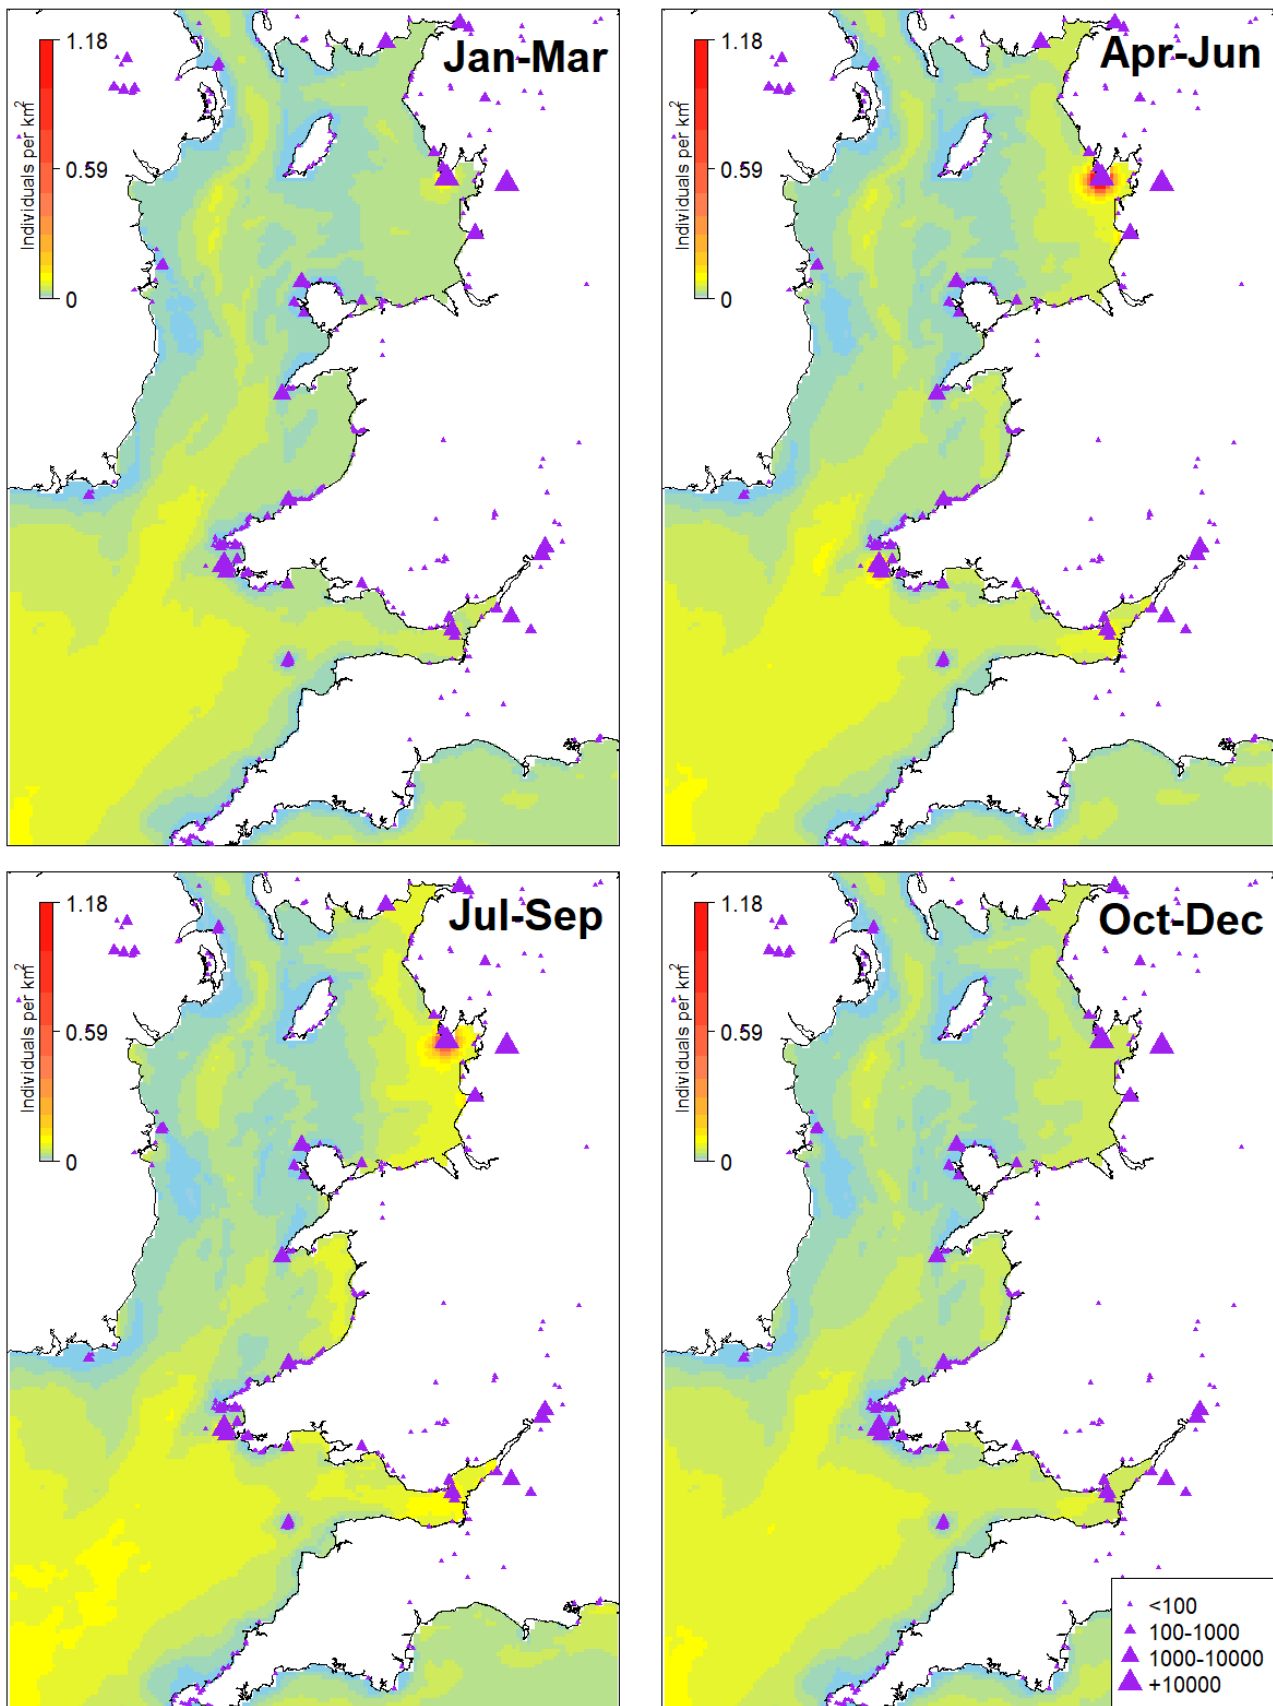 Jan-Mar
1.18
0.59
0
Individuals per km²
Apr-Jun
1.18
0.59
0
Individuals per km²
Jul-Sep
1.18
0.59
0
Individuals per km²
Oct-Dec
1.18
0.59
0
Individuals per km²
<100
100-1000
1000-10000
+10000